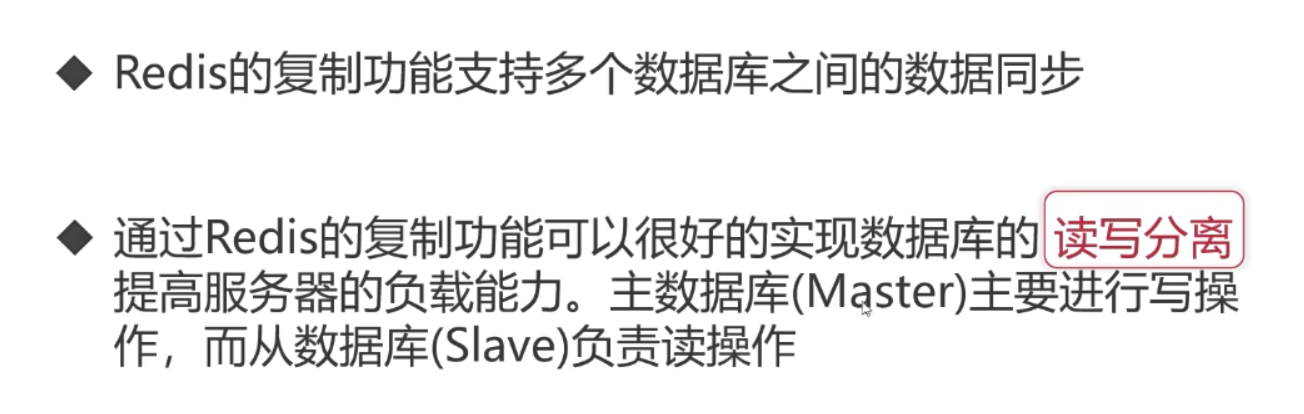 ◆ Redis的复制功能支持多个数据库之间的数据同步
◆ 通过Redis的复制功能可以很好的实现数据库的读写分离
提高服务器的负载能力。主数据库(Master)主要进行写操
作，而从数据库(Slave)负责读操作